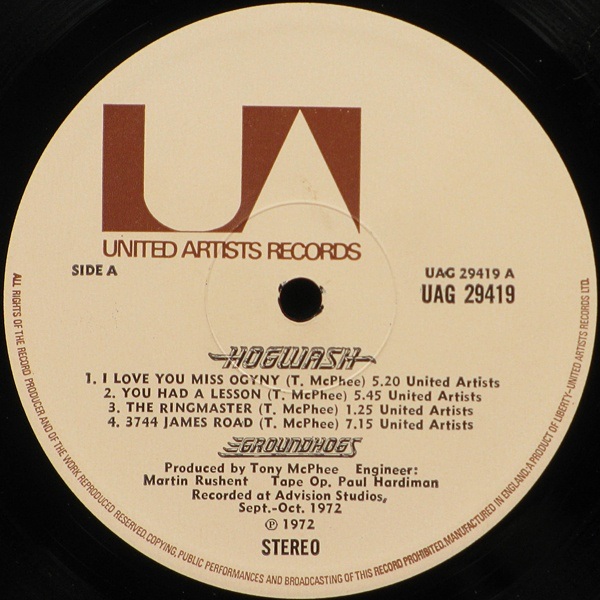 UA
UNITED ARTISTS RECORDS
SIDE A
UAG 29419 A
UAG 29419
HOGWASH
1. I LOVE YOU MISS OGYNY (T. McPhee) 5.20 United Artists
2. YOU HAD A LESSON (T. McPhee) 5.45 United Artists
3. THE RINGMASTER (T. McPhee) 1.25 United Artists
4. 3744 JAMES ROAD (T. McPhee) 7.15 United Artists
GROUNDHOGS
Produced by Tony McPhee Engineer:
Martin Rushent Tape Op. Paul Hardiman
Recorded at Advision Studios,
Sept.-Oct. 1972
℗ 1972
STEREO
ALL RIGHTS OF THE RECORD PRODUCER AND OF THE WORK REPRODUCED RESERVED. COPYING, PUBLIC PERFORMANCES AND BROADCASTING OF THIS RECORD PROHIBITED. MANUFACTURED IN ENGLAND. A PRODUCT OF LIBERTY-UNITED ARTISTS RECORDS LTD.